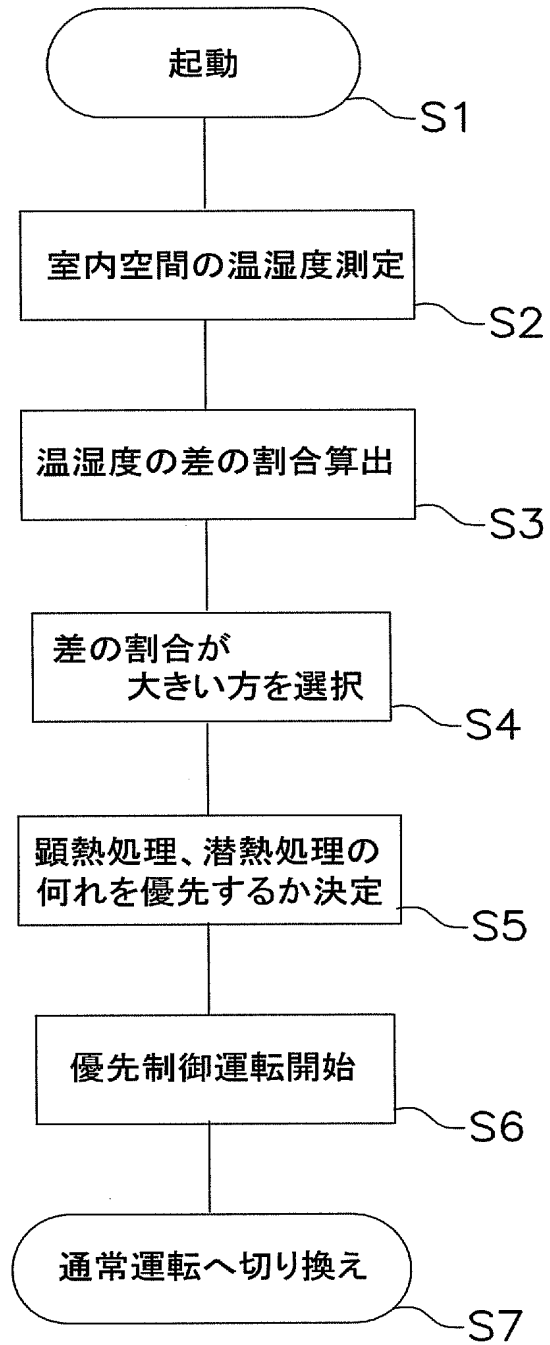 起動
S1
室内空間の温湿度測定
S2
温湿度の差の割合算出
S3
差の割合が
大きい方を選択
S4
顕熱処理、潜熱処理の
何れを優先するか決定
S5
優先制御運転開始
S6
通常運転へ切り換え
S7